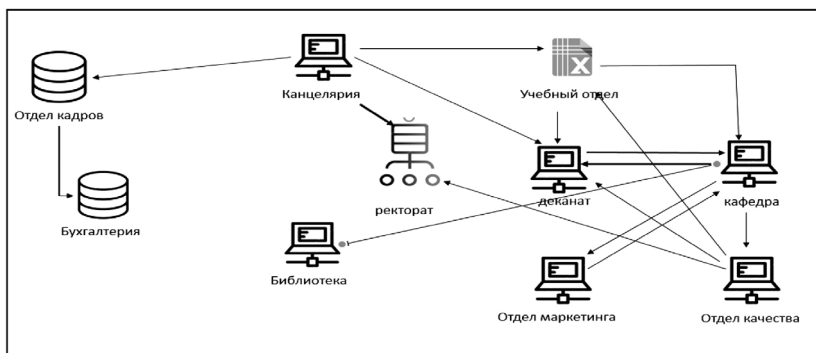 Канцелярия
Учебный отдел
Отдел кадров
ректорат
деканат
кафедра
Бухгалтерия
Библиотека
Отдел маркетинга
Отдел качества